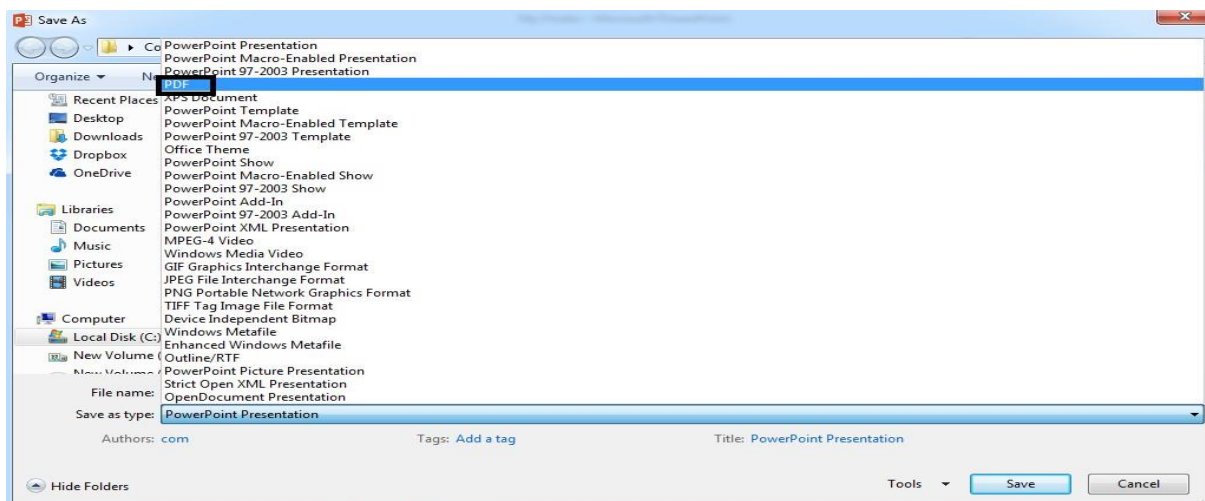 Save As
Co
PowerPoint Presentation
PowerPoint Macro-Enabled Presentation
PowerPoint 97-2003 Presentation
PDF
XPS Document
PowerPoint Template
PowerPoint Macro-Enabled Template
PowerPoint 97-2003 Template
Office Theme
PowerPoint Show
PowerPoint Macro-Enabled Show
PowerPoint 97-2003 Show
PowerPoint Add-In
PowerPoint 97-2003 Add-In
PowerPoint XML Presentation
MPEG-4 Video
Windows Media Video
GIF Graphics Interchange Format
JPEG File Interchange Format
PNG Portable Network Graphics Format
TIFF Tag Image File Format
Device Independent Bitmap
Windows Metafile
Enhanced Windows Metafile
Outline/RTF
PowerPoint Picture Presentation
Strict Open XML Presentation
OpenDocument Presentation
Organize Ne
Recent Places
Desktop
Downloads
Dropbox
OneDrive
Libraries
Documents
Music
Pictures
Videos
Computer
Local Disk (C:)
New Volume (
New Volume (
File name:
Save as type: PowerPoint Presentation
Authors: com Tags: Add a tag Title: PowerPoint Presentation
Hide Folders Tools Save Cancel